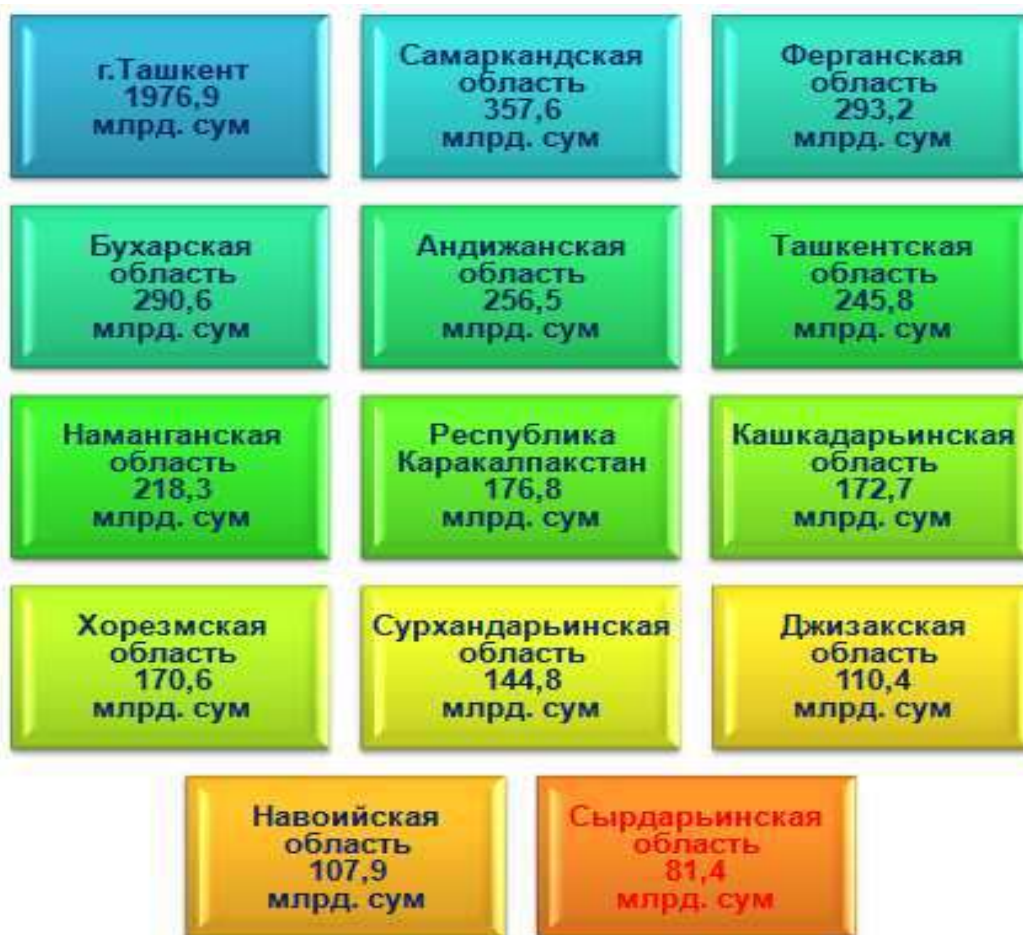 г.Ташкент
1976,9
млрд. сум
Самаркандская
область
357,6
млрд. сум
Ферганская
область
293,2
млрд. сум
Бухарская
область
290,6
млрд. сум
Андижанская
область
256,5
млрд. сум
Ташкентская
область
245,8
млрд. сум
Наманганская
область
218,3
млрд. сум
Республика
Каракалпакстан
176,8
млрд. сум
Кашкадарьинская
область
172,7
млрд. сум
Хорезмская
область
170,6
млрд. сум
Сурхандарьинская
область
144,8
млрд. сум
Джизакская
область
110,4
млрд. сум
Навоийская
область
107,9
млрд. сум
Сырдарьинская
область
81,4
млрд. сум